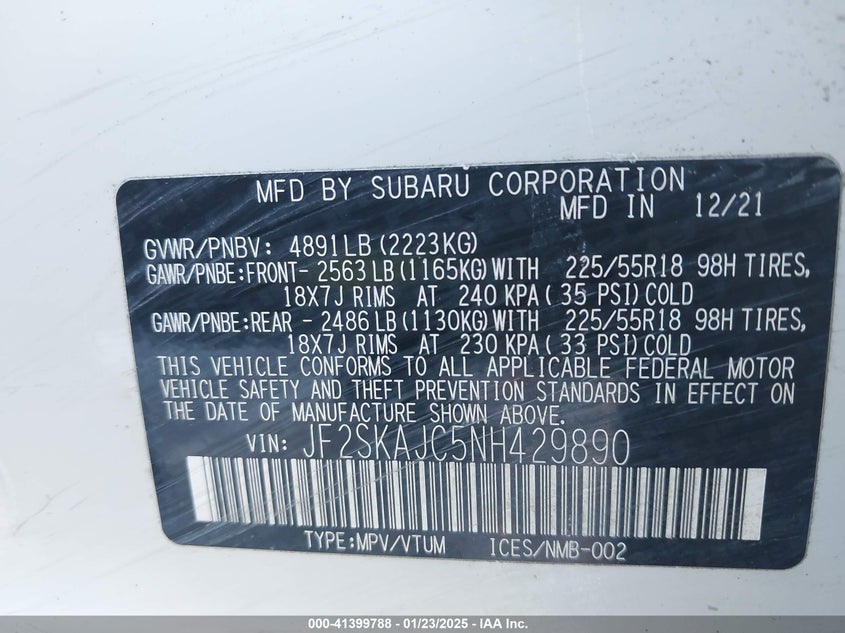 MFD BY SUBARU CORPORATION
MFD IN 12/21
GVWR/PNBV: 4891LB (2223KG)
GAWR/PNBE:FRONT- 2563LB (1165KG) WITH 225/55R18 98H TIRES,
18X7J RIMS AT 240 KPA ( 35 PSI) COLD
GAWR/PNBE:REAR - 2486LB (1130KG) WITH 225/55R18 98H TIRES,
18X7J RIMS AT 230 KPA ( 33 PSI) COLD
THIS VEHICLE CONFORMS TO ALL APPLICABLE FEDERAL MOTOR
VEHICLE SAFETY AND THEFT PREVENTION STANDARDS IN EFFECT ON
THE DATE OF MANUFACTURE SHOWN ABOVE.
VIN: JF2SKAJC5NH429890
TYPE:MPV/VTUM ICES/NMB-002
000-41399788 - 01/23/2025 - IAA Inc.